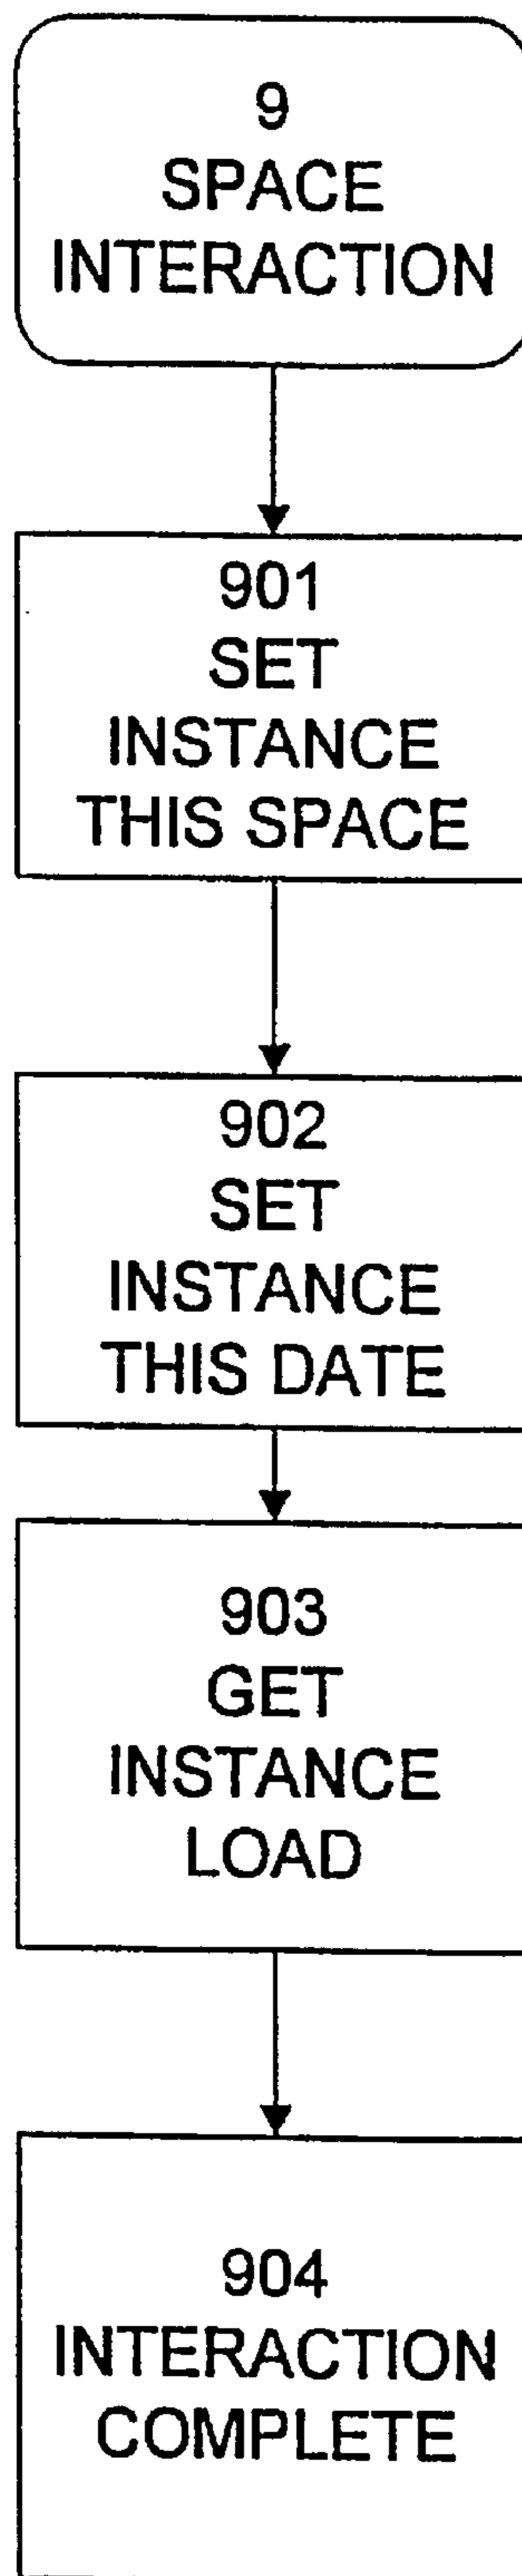 9
SPACE
INTERACTION
901
SET
INSTANCE
THIS SPACE
902
SET
INSTANCE
THIS DATE
903
GET
INSTANCE
LOAD
904
INTERACTION
COMPLETE